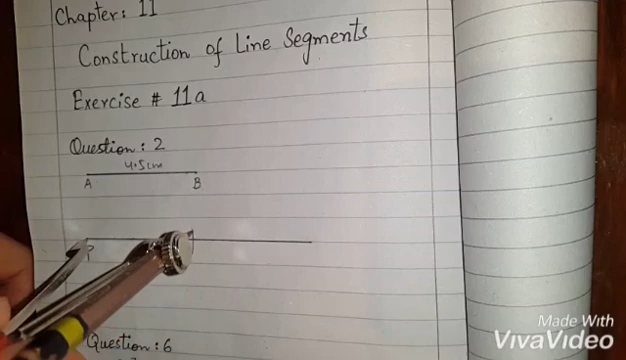 Chapter: 11
Construction of Line Segments
Exercise # 11a
Question: 2
4.5cm
A B
P
Question: 6
Made With
VivaVideo